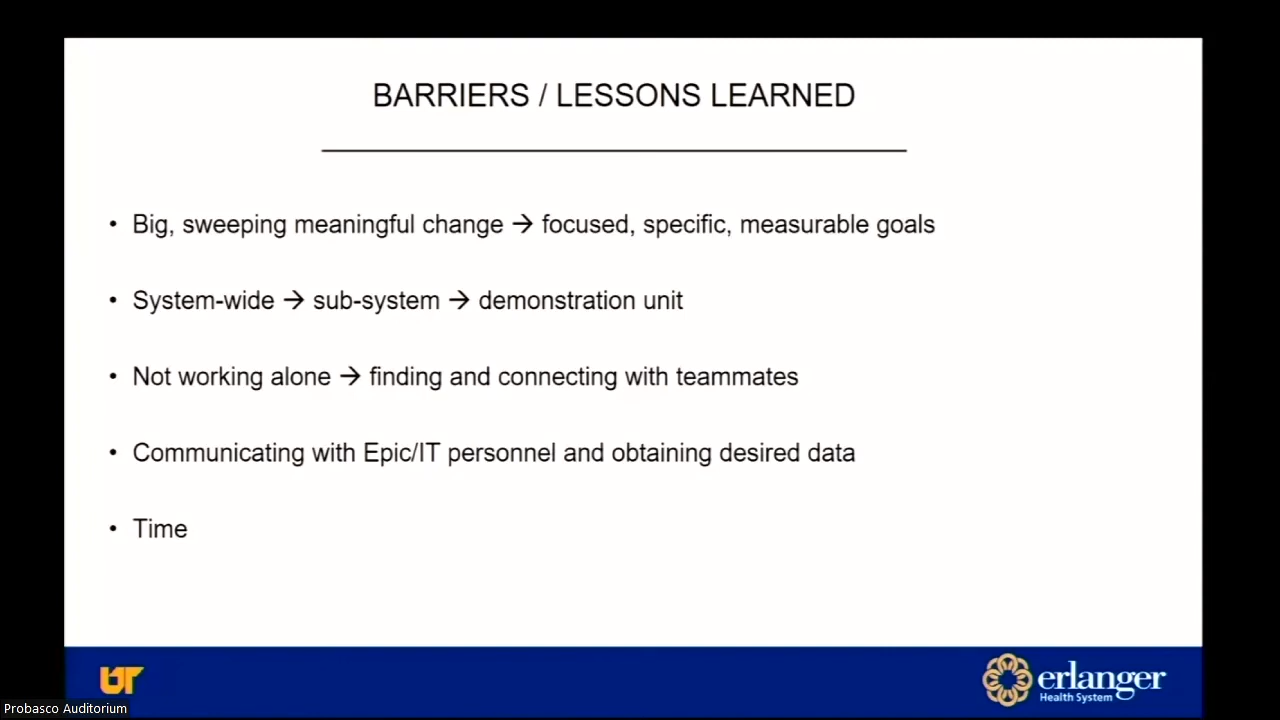 BARRIERS / LESSONS LEARNED
• Big, sweeping meaningful change → focused, specific, measurable goals
• System-wide → sub-system → demonstration unit
• Not working alone → finding and connecting with teammates
• Communicating with Epic/IT personnel and obtaining desired data
• Time
UT
erlanger
Health System
Probasco Auditorium